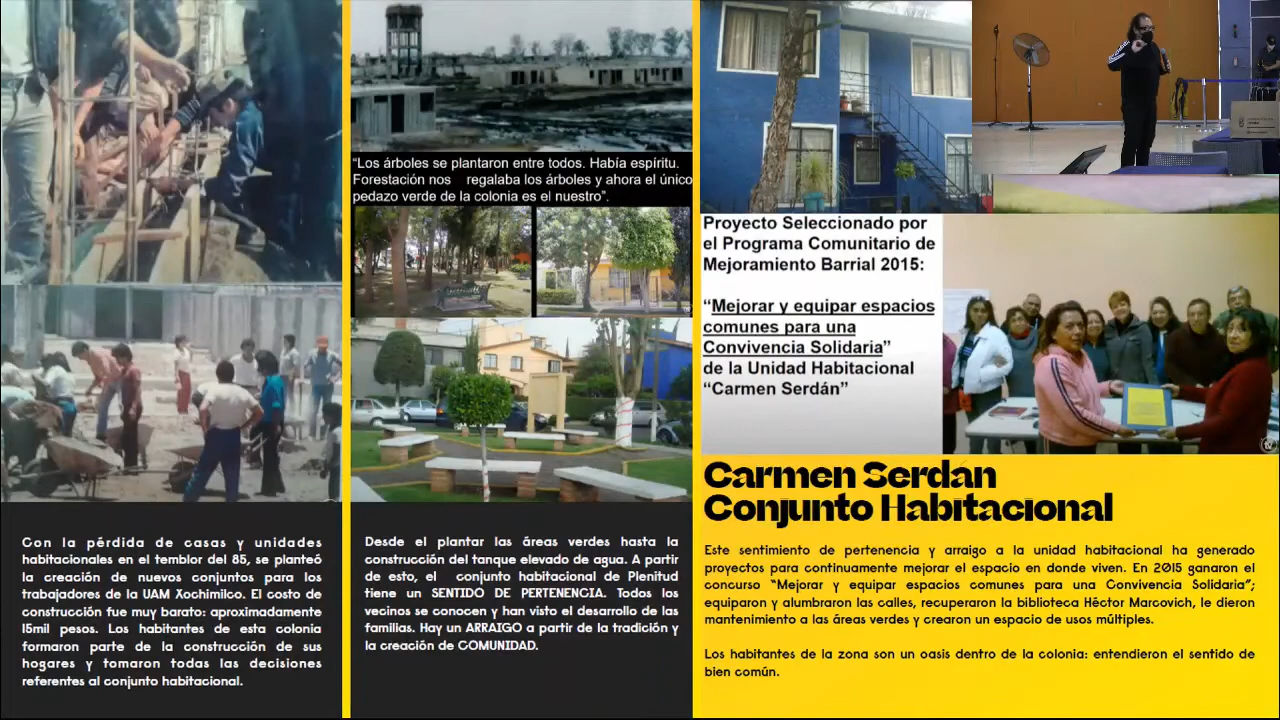 Con la pérdida de casas y unidades
habitacionales en el temblor del 85, se planteó
la creación de nuevos conjuntos para los
trabajadores de la UAM Xochimilco. El costo de
construcción fue muy barato: aproximadamente
15mil pesos. Los habitantes de esta colonia
formaron parte de la construcción de sus
hogares y tomaron todas las decisiones
referentes al conjunto habitacional.
“Los árboles se plantaron entre todos. Había espíritu.
Forestación nos regalaba los árboles y ahora el único
pedazo verde de la colonia es el nuestro”.
Desde el plantar las áreas verdes hasta la
construcción del tanque elevado de agua. A partir
de esto, el conjunto habitacional de Plenitud
tiene un SENTIDO DE PERTENENCIA. Todos los
vecinos se conocen y han visto el desarrollo de las
familias. Hay un ARRAIGO a partir de la tradición y
la creación de COMUNIDAD.
Proyecto Seleccionado por
el Programa Comunitario de
Mejoramiento Barrial 2015:
“Mejorar y equipar espacios
comunes para una
Convivencia Solidaria”
de la Unidad Habitacional
“Carmen Serdán”
Carmen Serdán
Conjunto Habitacional
Este sentimiento de pertenencia y arraigo a la unidad habitacional ha generado
proyectos para continuamente mejorar el espacio en donde viven. En 2015 ganaron el
concurso “Mejorar y equipar espacios comunes para una Convivencia Solidaria”;
equiparon y alumbraron las calles, recuperaron la biblioteca Héctor Marcovich, le dieron
mantenimiento a las áreas verdes y crearon un espacio de usos múltiples.
Los habitantes de la zona son un oasis dentro de la colonia: entendieron el sentido de
bien común.